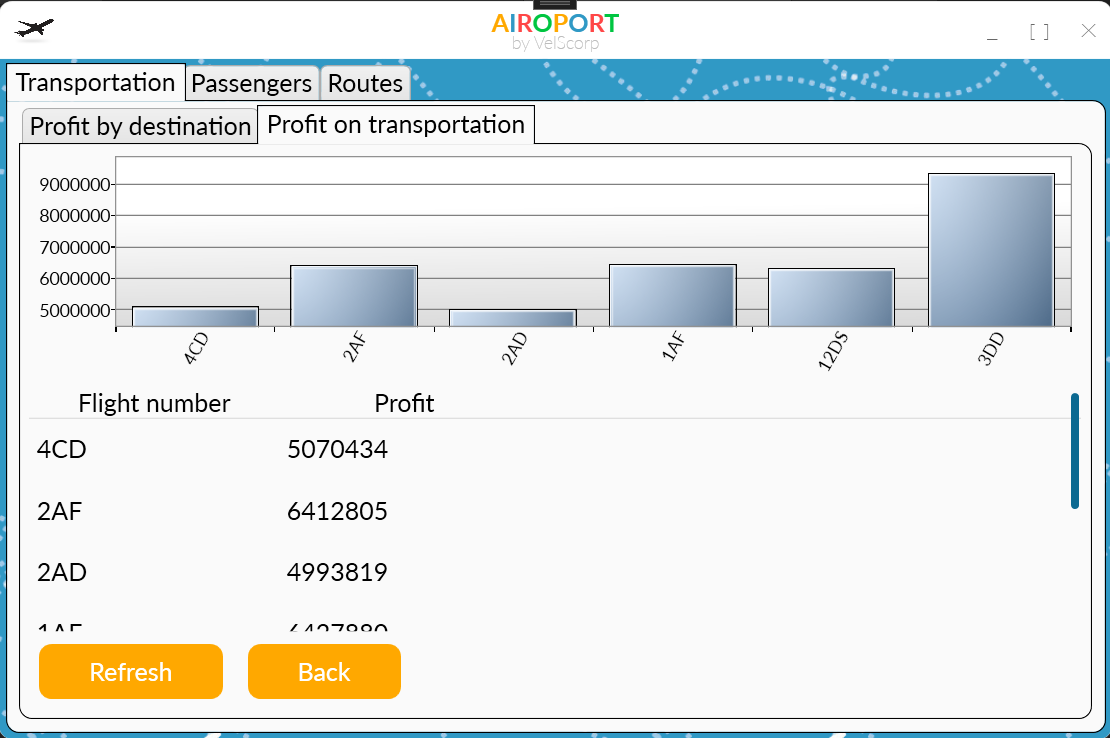 AIROPORT
by VelScorp
Transportation Passengers Routes
Profit by destination Profit on transportation
9000000
8000000
7000000
6000000
5000000
4CD 2AF 2AD 1AF 12DS 3DD
Flight number Profit
4CD 5070434
2AF 6412805
2AD 4993819
1AF
Refresh Back